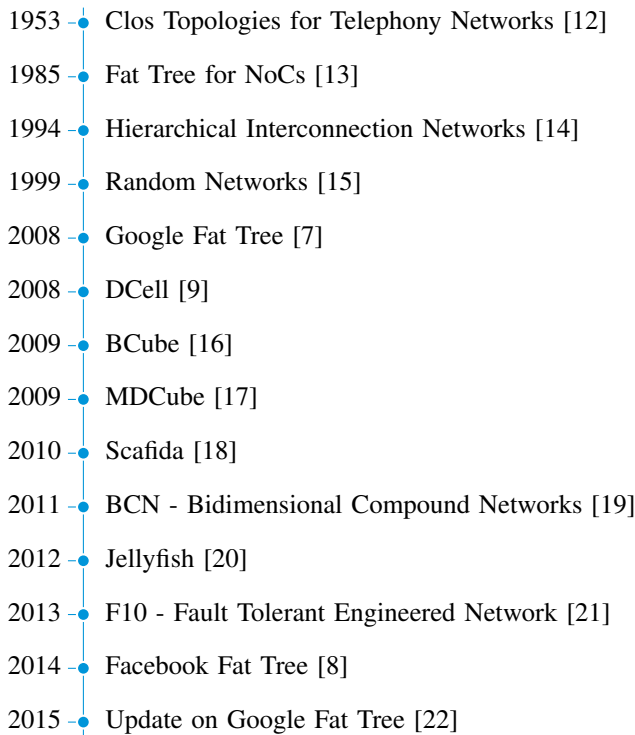 1953 Clos Topologies for Telephony Networks [12]
1985 Fat Tree for NoCs [13]
1994 Hierarchical Interconnection Networks [14]
1999 Random Networks [15]
2008 Google Fat Tree [7]
2008 DCell [9]
2009 BCube [16]
2009 MDCube [17]
2010 Scafida [18]
2011 BCN - Bidimensional Compound Networks [19]
2012 Jellyfish [20]
2013 F10 - Fault Tolerant Engineered Network [21]
2014 Facebook Fat Tree [8]
2015 Update on Google Fat Tree [22]